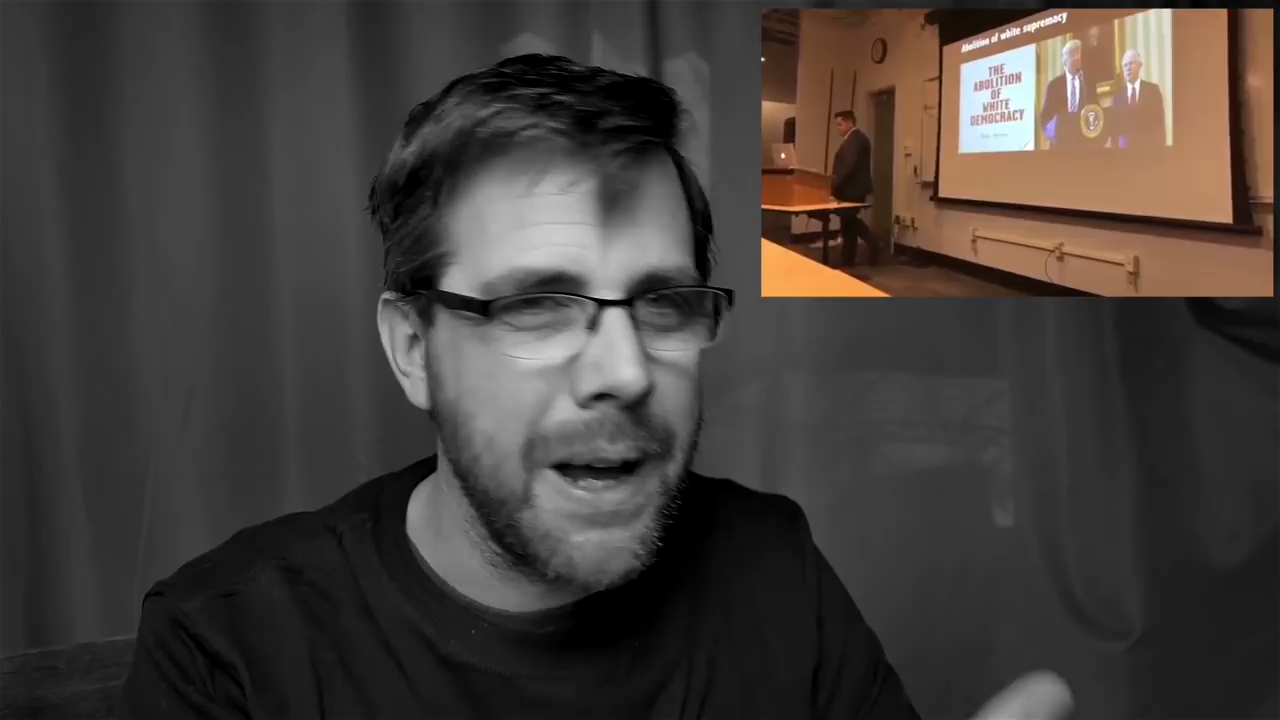 Abolition of white supremacy
THE
ABOLITION
OF
WHITE
DEMOCRACY